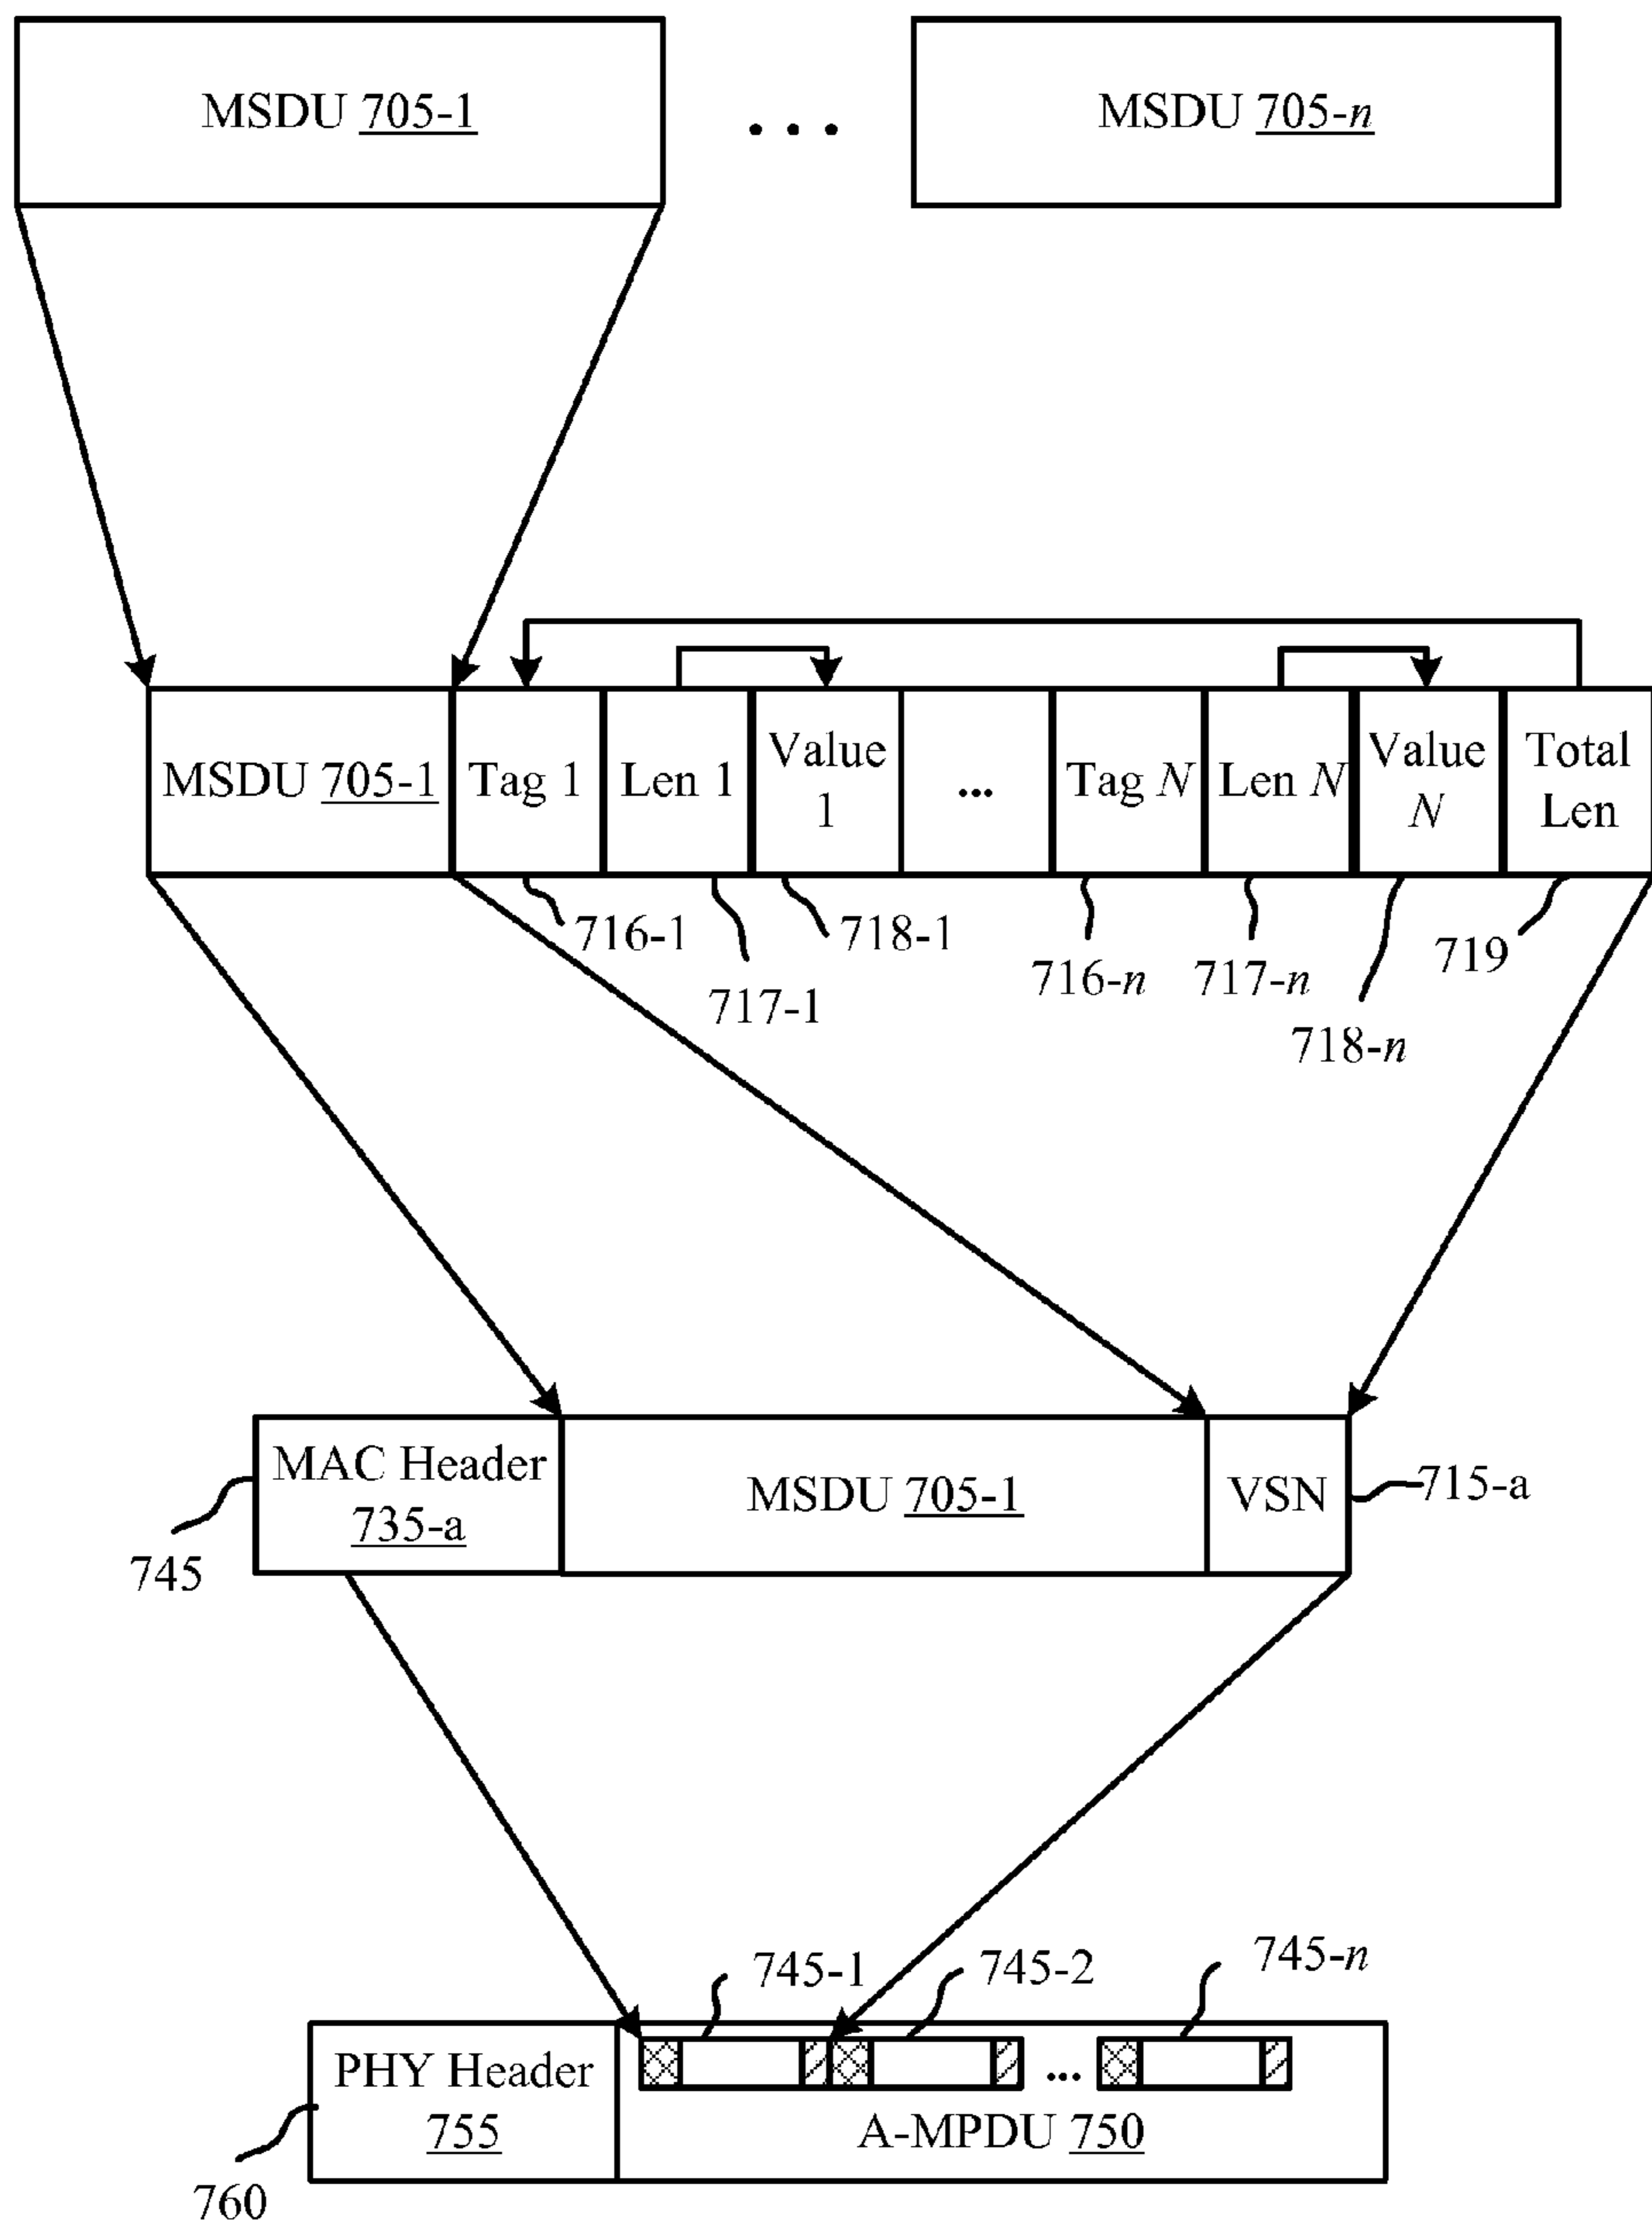 MSDU 705-1
...
MSDU 705-n
MSDU 705-1
Tag 1
Len 1
Value
1
...
Tag N
Len N
Value
N
Total
Len
716-1
717-1
718-1
716-n
717-n
718-n
719
MAC Header
735-a
MSDU 705-1
VSN
715-a
745
745-1
745-2
745-n
PHY Header
755
...
A-MPDU 750
760